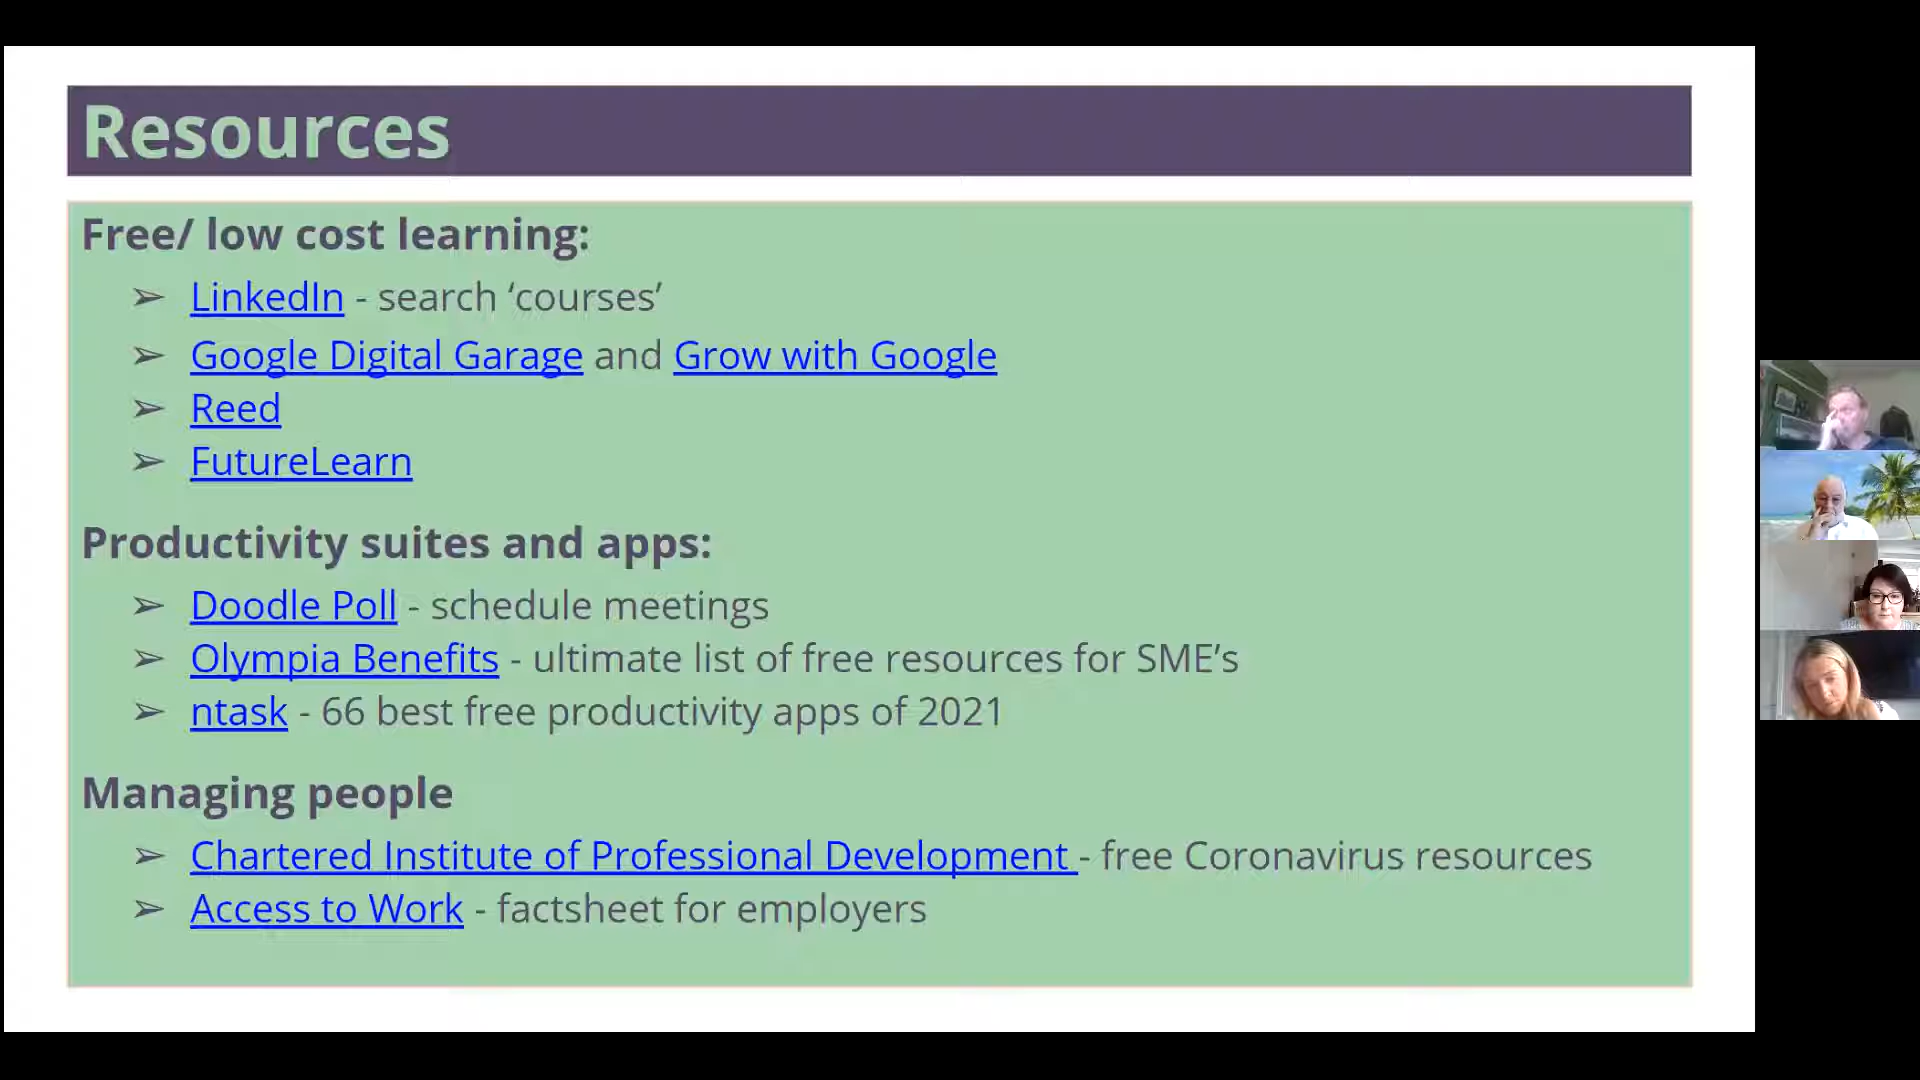 Resources
Free/ low cost learning:
➢ LinkedIn - search ‘courses’
➢ Google Digital Garage and Grow with Google
➢ Reed
➢ FutureLearn
Productivity suites and apps:
➢ Doodle Poll - schedule meetings
➢ Olympia Benefits - ultimate list of free resources for SME’s
➢ ntask - 66 best free productivity apps of 2021
Managing people
➢ Chartered Institute of Professional Development - free Coronavirus resources
➢ Access to Work - factsheet for employers